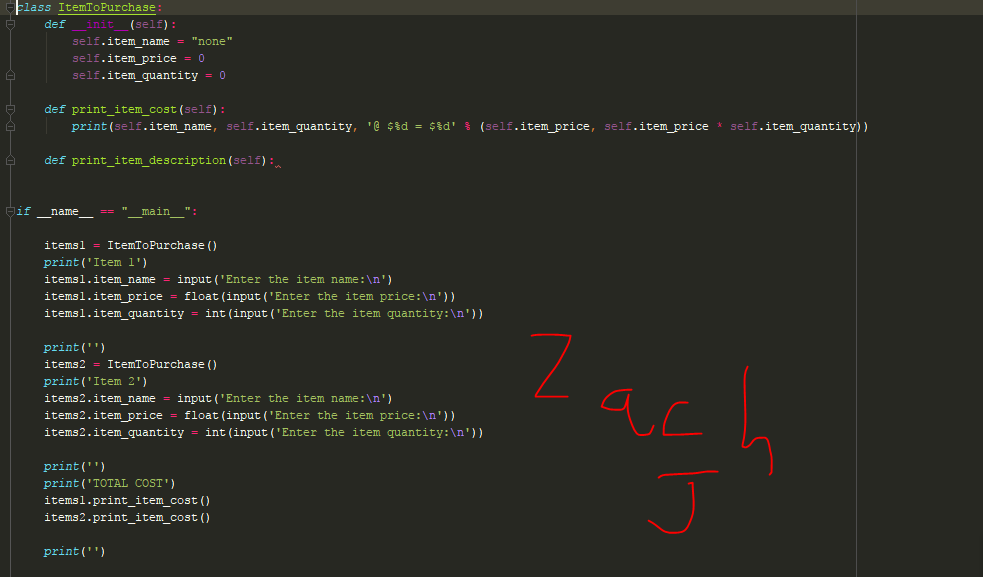 class ItemToPurchase:
    def __init__(self):
        self.item_name = "none"
        self.item_price = 0
        self.item_quantity = 0
    def print_item_cost(self):
        print(self.item_name, self.item_quantity, '@ $%d = $%d' % (self.item_price, self.item_price * self.item_quantity))
    def print_item_description(self):
if __name__ == "__main__":
    items1 = ItemToPurchase()
    print('Item 1')
    items1.item_name = input('Enter the item name:\n')
    items1.item_price = float(input('Enter the item price:\n'))
    items1.item_quantity = int(input('Enter the item quantity:\n'))
    print('')
    items2 = ItemToPurchase()
    print('Item 2')
    items2.item_name = input('Enter the item name:\n')
    items2.item_price = float(input('Enter the item price:\n'))
    items2.item_quantity = int(input('Enter the item quantity:\n'))
    print('')
    print('TOTAL COST')
    items1.print_item_cost()
    items2.print_item_cost()
    print('')
Zach
J